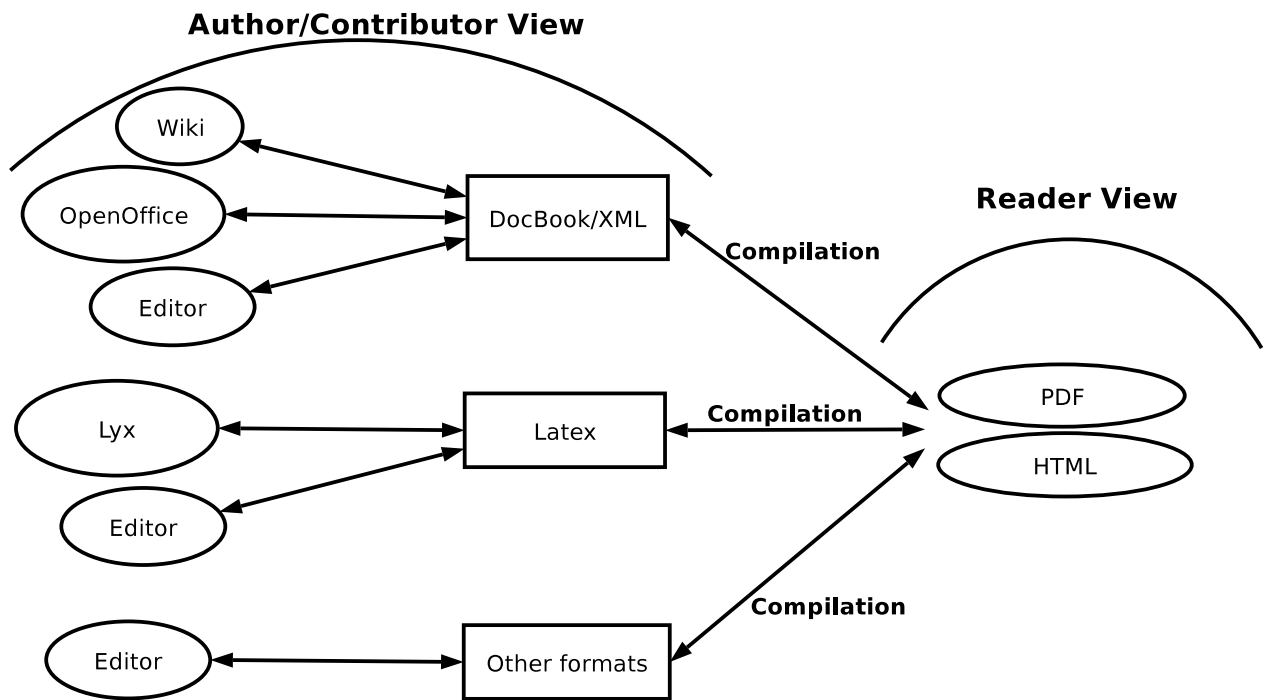 Author/Contributor View
Wiki
OpenOffice
DocBook/XML
Editor
Compilation
Reader View
Lyx
Latex
Compilation
PDF
HTML
Editor
Compilation
Editor
Other formats